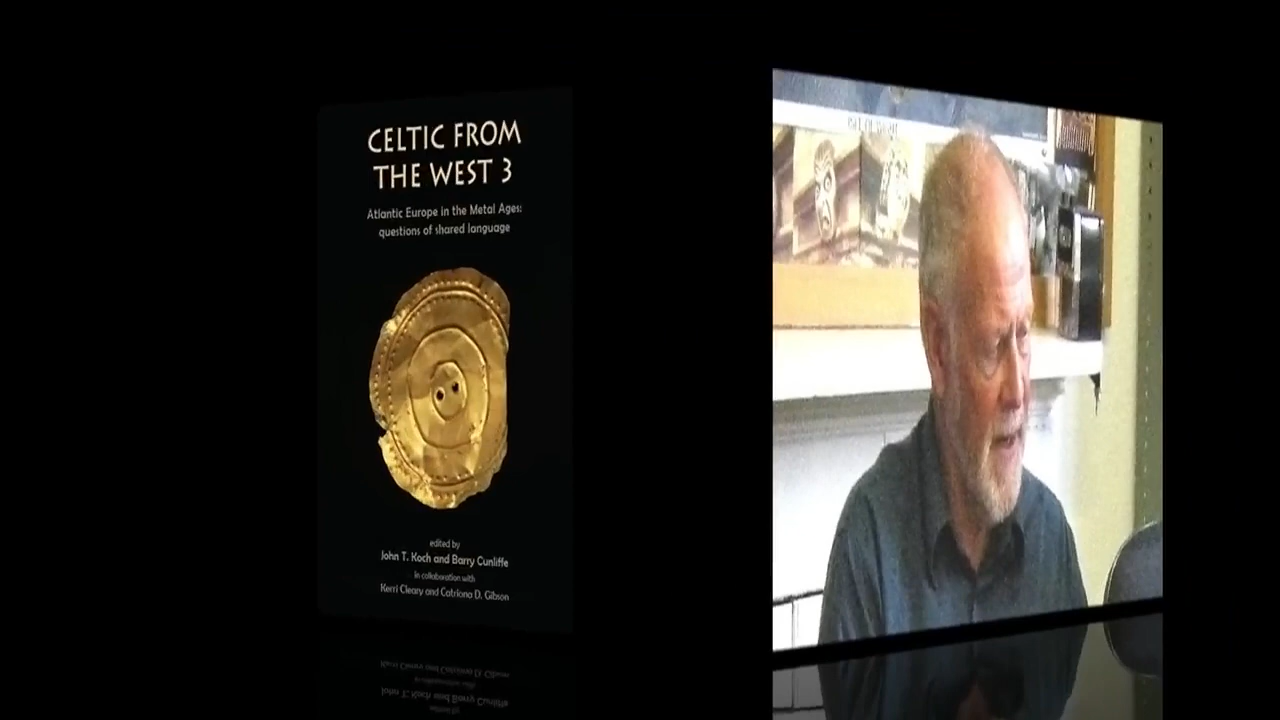 CELTIC FROM
THE WEST 3
Atlantic Europe in the Metal Ages:
questions of shared language
edited by
John T. Koch and Barry Cunliffe
in collaboration with
Kerri Cleary and Catriona D. Gibson